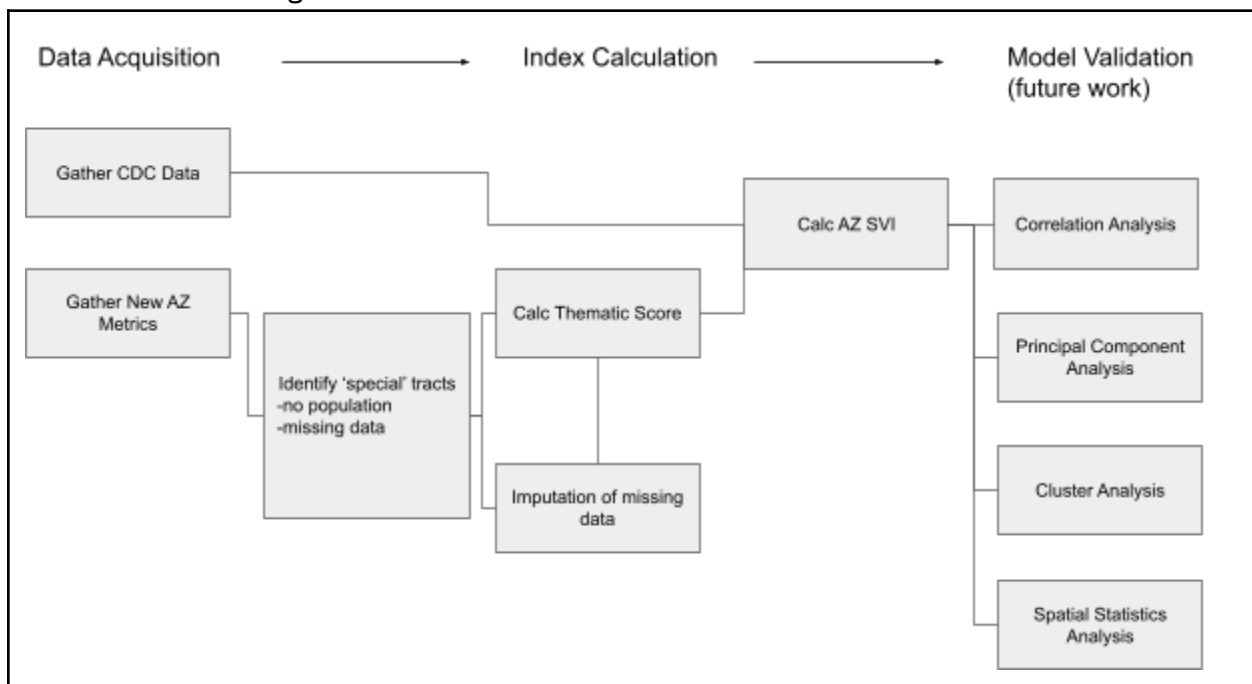 Data Acquisition
Index Calculation
Model Validation
(future work)
Gather CDC Data
Calc AZ SVI
Correlation Analysis
Gather New AZ
Metrics
Identify ‘special’ tracts
-no population
-missing data
Calc Thematic Score
Principal Component
Analysis
Imputation of missing
data
Cluster Analysis
Spatial Statistics
Analysis